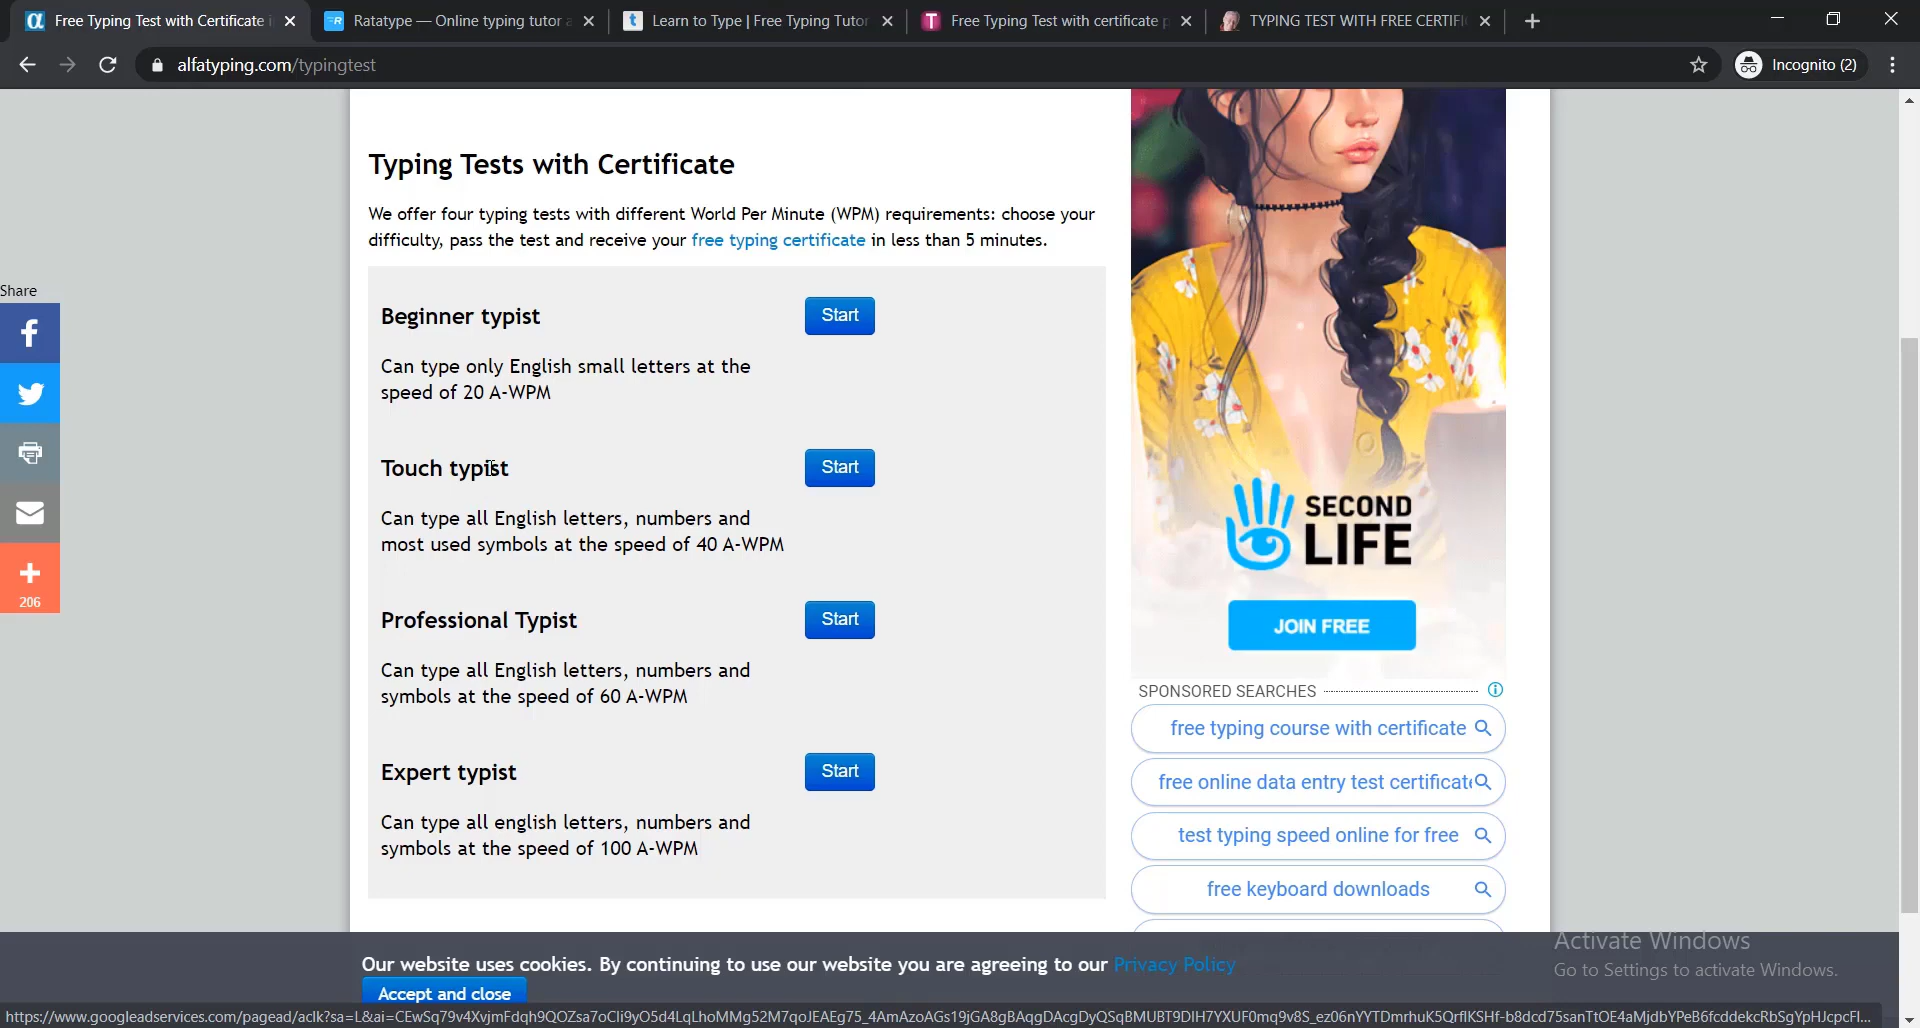 Free Typing Test with Certificate i
Ratatype — Online typing tutor a
Learn to Type | Free Typing Tutor
Free Typing Test with certificate p
TYPING TEST WITH FREE CERTIFI
alfatyping.com/typingtest
Incognito (2)
Typing Tests with Certificate
We offer four typing tests with different World Per Minute (WPM) requirements: choose your
difficulty, pass the test and receive your free typing certificate in less than 5 minutes.
Share
206
Beginner typist
Start
Can type only English small letters at the
speed of 20 A-WPM
Touch typist
Start
Can type all English letters, numbers and
most used symbols at the speed of 40 A-WPM
Professional Typist
Start
Can type all English letters, numbers and
symbols at the speed of 60 A-WPM
Expert typist
Start
Can type all english letters, numbers and
symbols at the speed of 100 A-WPM
SECOND
LIFE
JOIN FREE
SPONSORED SEARCHES
free typing course with certificate
free online data entry test certificat
test typing speed online for free
free keyboard downloads
Activate Windows
Go to Settings to activate Windows.
Our website uses cookies. By continuing to use our website you are agreeing to our Privacy Policy
Accept and close